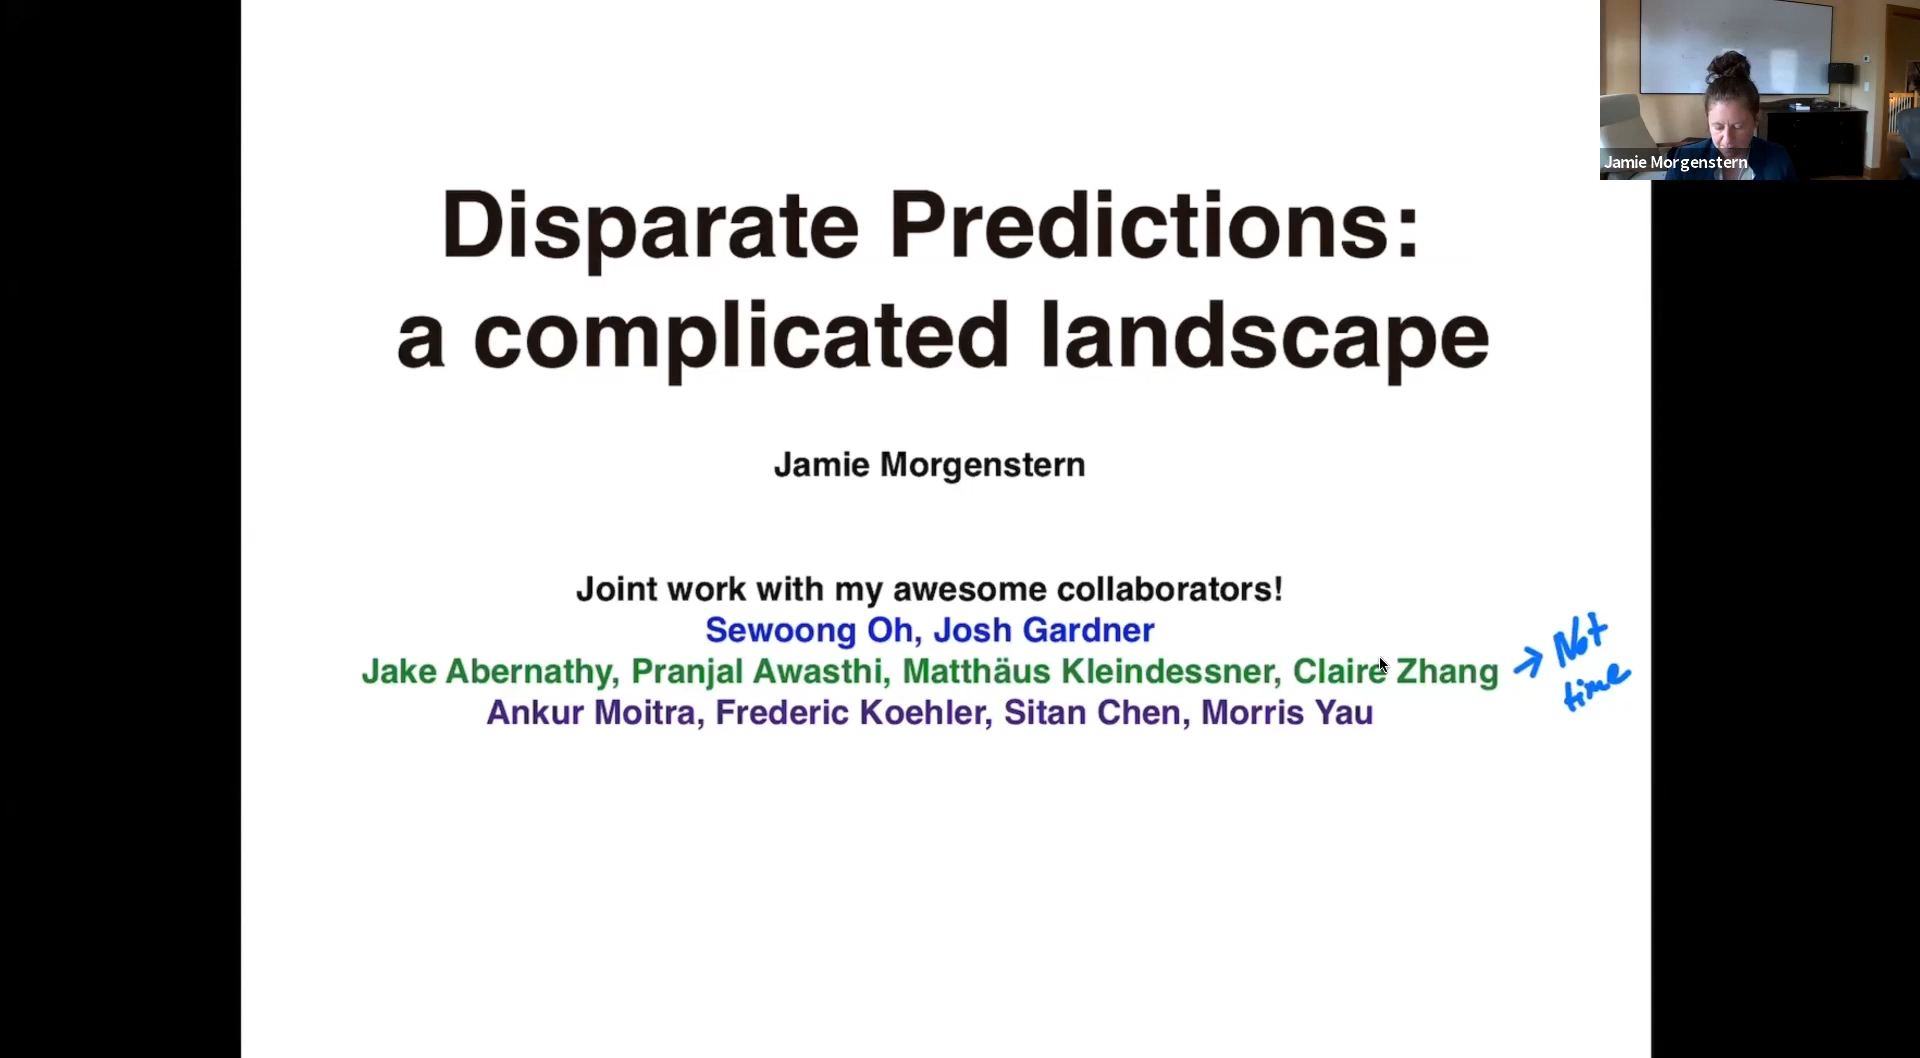 Jamie Morgenstern
Disparate Predictions:
a complicated landscape
Jamie Morgenstern
Joint work with my awesome collaborators!
Sewoong Oh, Josh Gardner
Jake Abernathy, Pranjal Awasthi, Matthäus Kleindessner, Claire Zhang
→ Not
time
Ankur Moitra, Frederic Koehler, Sitan Chen, Morris Yau